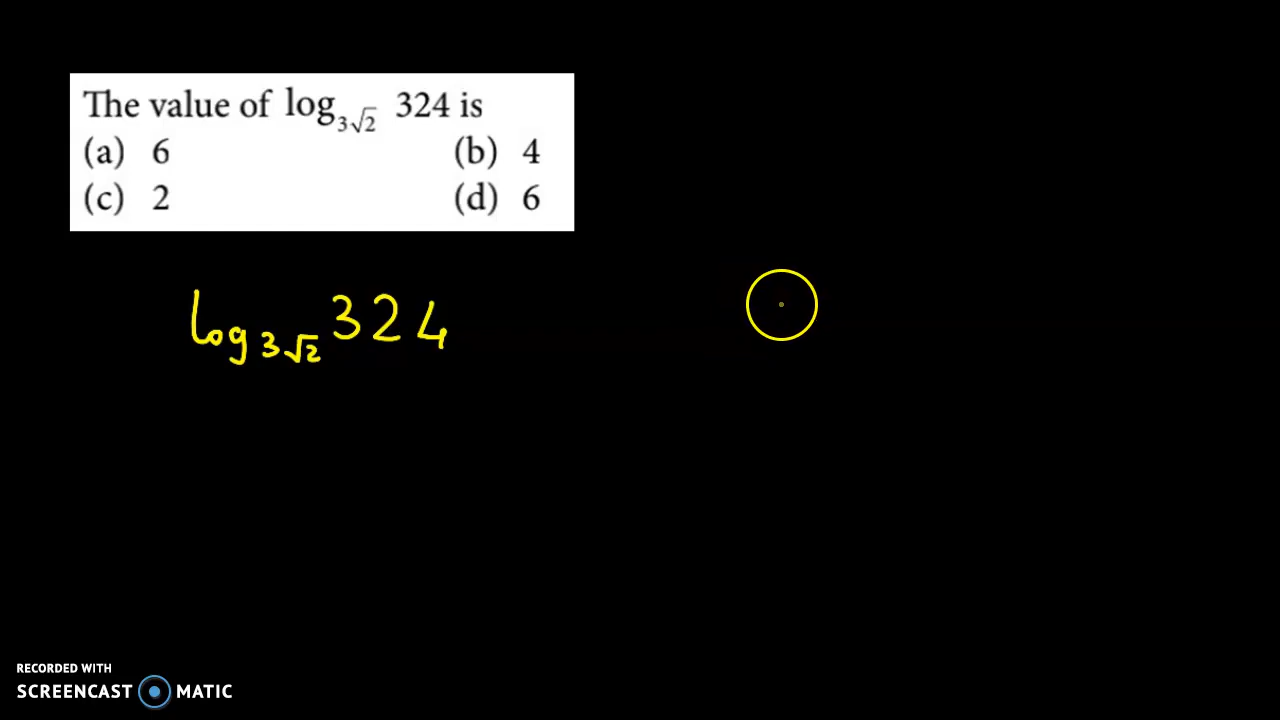 The value of log₃√₂ 324 is
(a) 6 (b) 4
(c) 2 (d) 6
log₃√₂ 324
RECORDED WITH
SCREENCAST MATIC